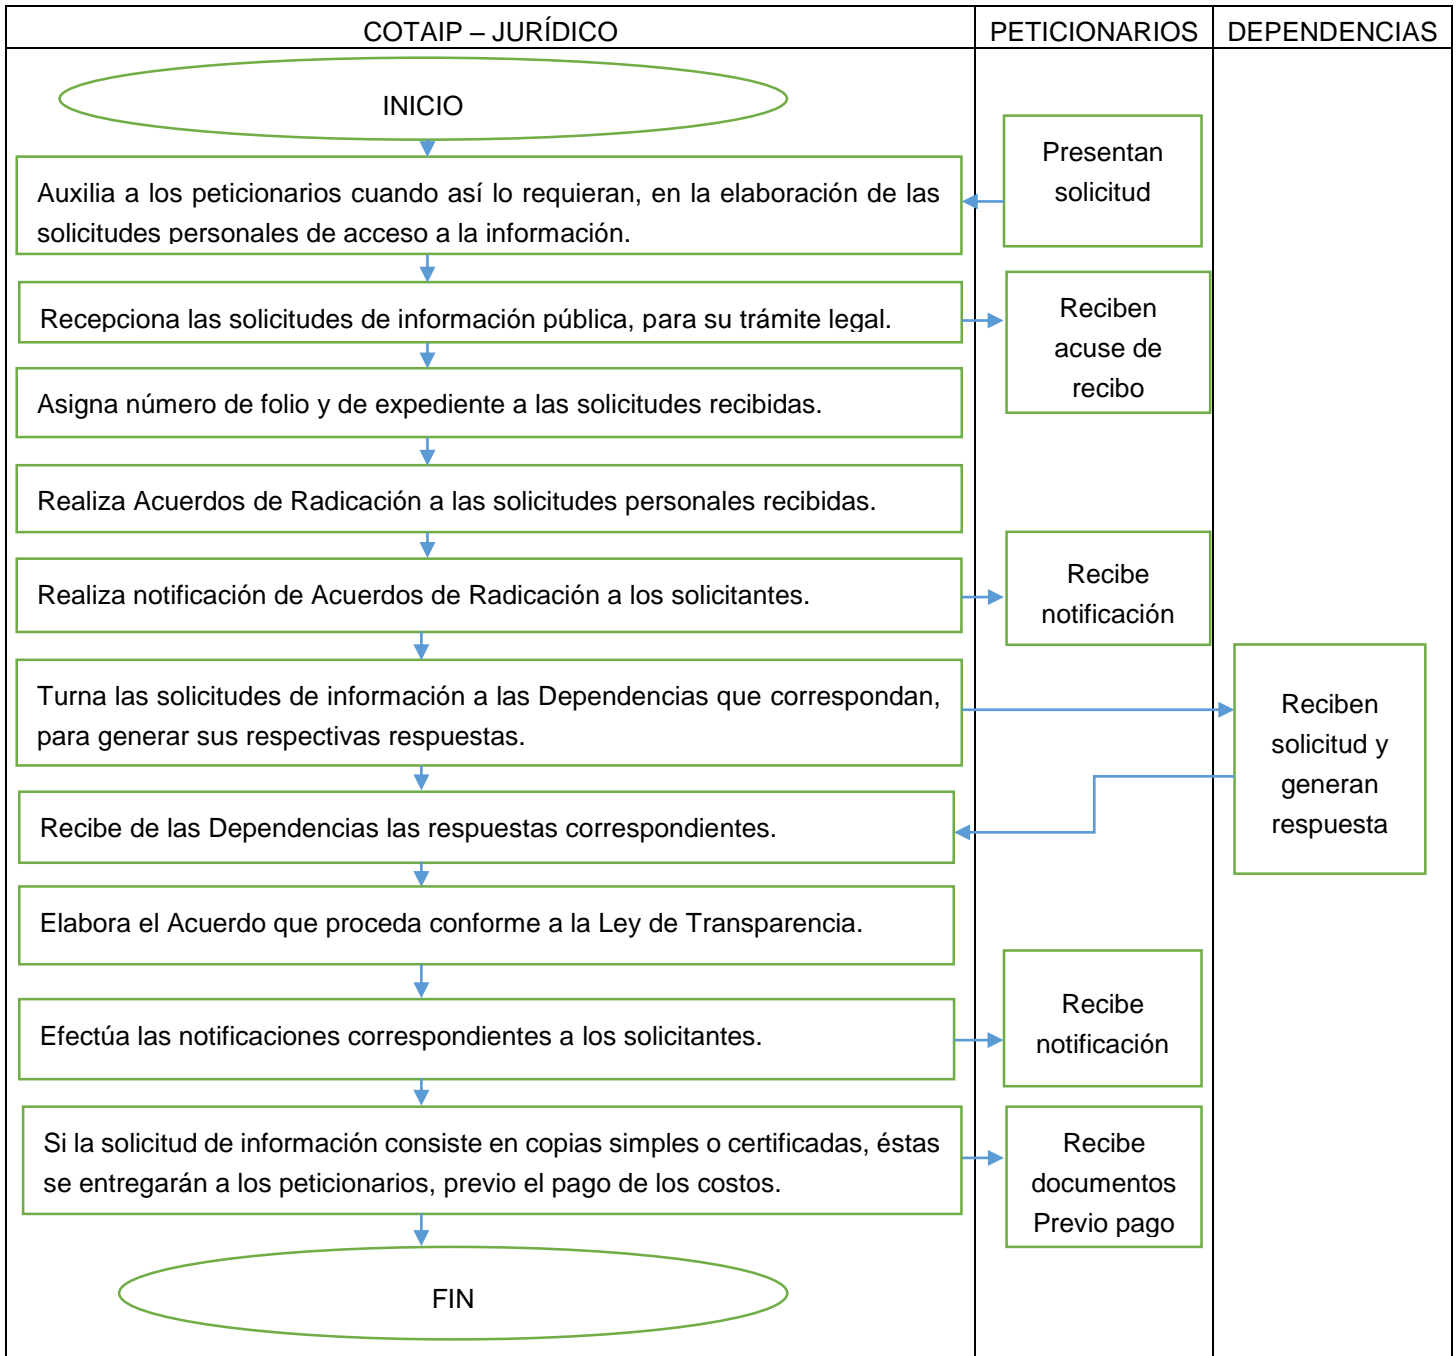 COTAIP – JURÍDICO
PETICIONARIOS
DEPENDENCIAS
INICIO
Presentan
solicitud
Auxilia a los peticionarios cuando así lo requieran, en la elaboración de las
solicitudes personales de acceso a la información.
Recepciona las solicitudes de información pública, para su trámite legal.
Reciben
acuse de
recibo
Asigna número de folio y de expediente a las solicitudes recibidas.
Realiza Acuerdos de Radicación a las solicitudes personales recibidas.
Realiza notificación de Acuerdos de Radicación a los solicitantes.
Recibe
notificación
Turna las solicitudes de información a las Dependencias que correspondan,
para generar sus respectivas respuestas.
Reciben
solicitud y
generan
respuesta
Recibe de las Dependencias las respuestas correspondientes.
Elabora el Acuerdo que proceda conforme a la Ley de Transparencia.
Efectúa las notificaciones correspondientes a los solicitantes.
Recibe
notificación
Si la solicitud de información consiste en copias simples o certificadas, éstas
se entregarán a los peticionarios, previo el pago de los costos.
Recibe
documentos
Previo pago
FIN